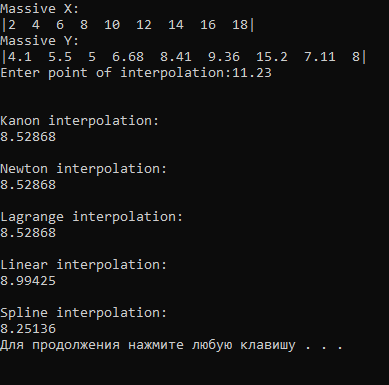 Massive X:
|2  4  6  8  10  12  14  16  18|
Massive Y:
|4.1  5.5  5  6.68  8.41  9.36  15.2  7.11  8|
Enter point of interpolation:11.23
Kanon interpolation:
8.52868
Newton interpolation:
8.52868
Lagrange interpolation:
8.52868
Linear interpolation:
8.99425
Spline interpolation:
8.25136
Для продолжения нажмите любую клавишу . . .